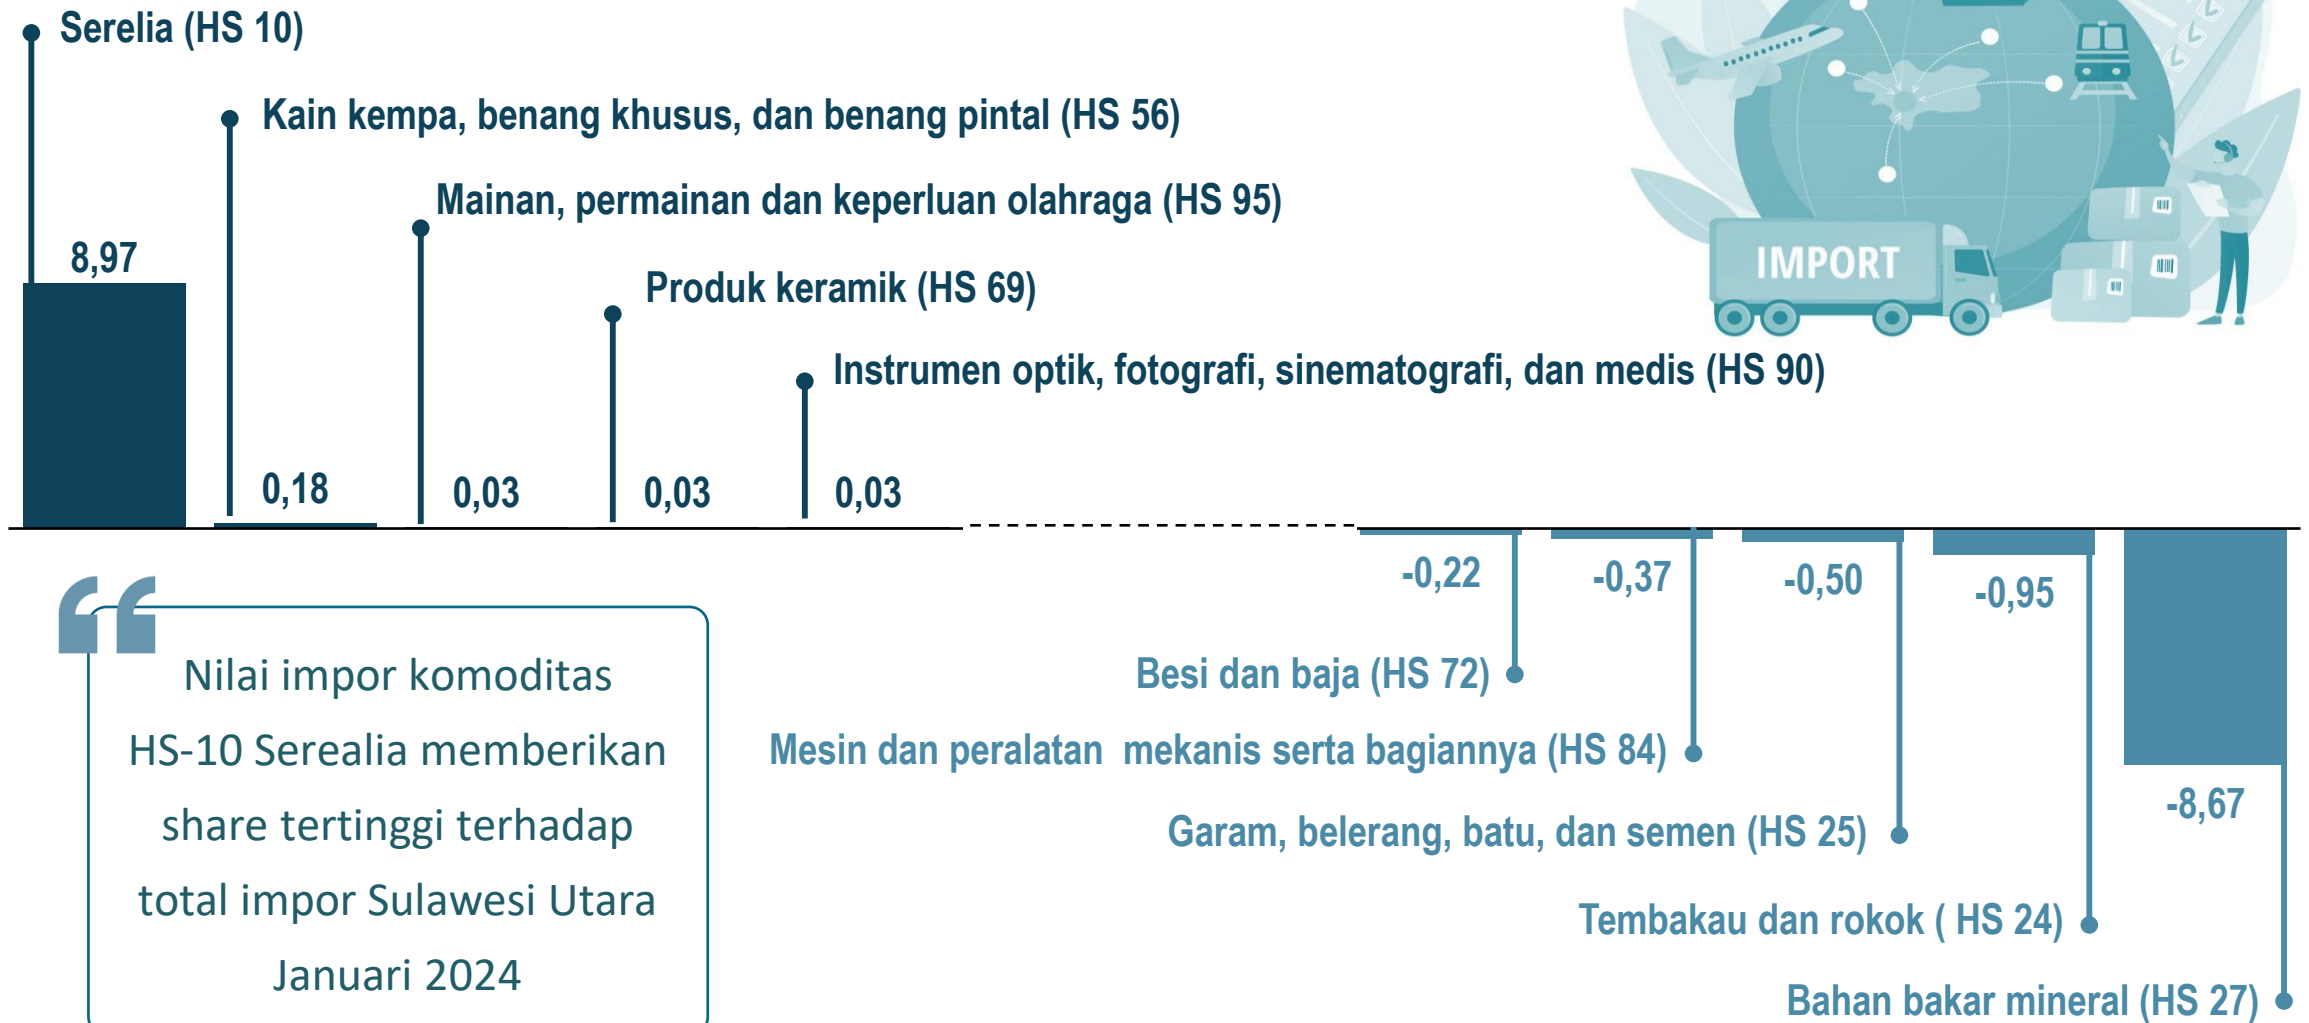 Serelia (HS 10)
Kain kempa, benang khusus, dan benang pintal (HS 56)
Mainan, permainan dan keperluan olahraga (HS 95)
8,97
Produk keramik (HS 69)
IMPORT
Instrumen optik, fotografi, sinematografi, dan medis (HS 90)
0,18
0,03
0,03
0,03
-0,22
-0,37
-0,50
-0,95
-8,67
Besi dan baja (HS 72)
Mesin dan peralatan  mekanis serta bagiannya (HS 84)
Garam, belerang, batu, dan semen (HS 25)
Tembakau dan rokok ( HS 24)
Bahan bakar mineral (HS 27)
“
Nilai impor komoditas
HS-10 Serealia memberikan
share tertinggi terhadap
total impor Sulawesi Utara
Januari 2024